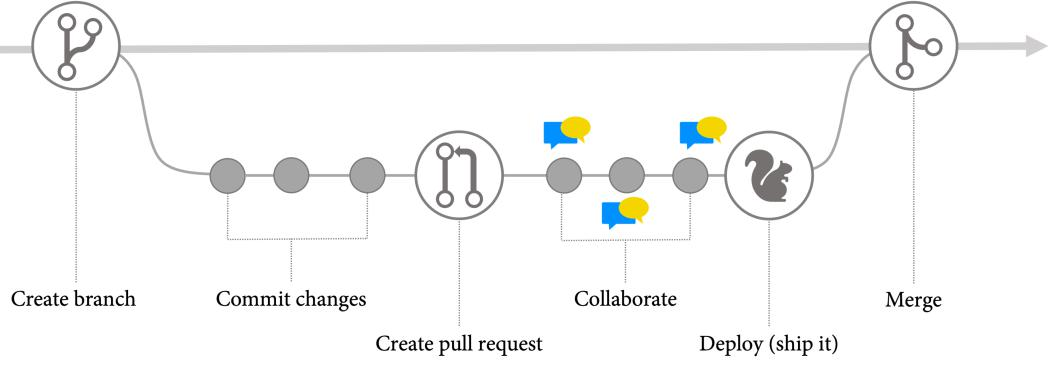 Create branch
Commit changes
Collaborate
Merge
Create pull request
Deploy (ship it)